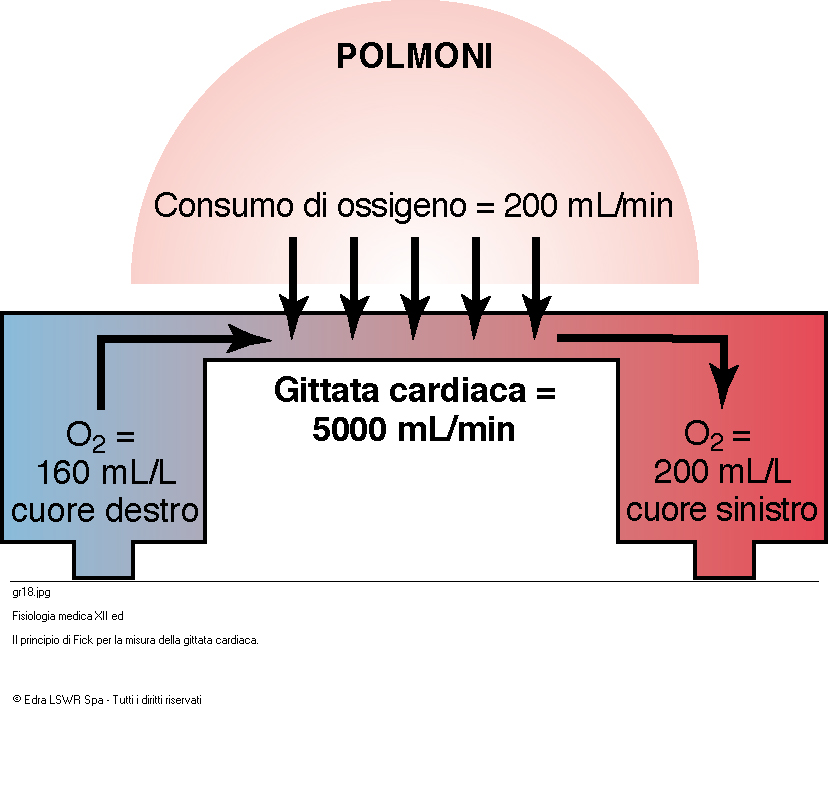 POLMONI
Consumo di ossigeno = 200 mL/min
Gittata cardiaca =
5000 mL/min
O₂ =
160 mL/L
cuore destro
O₂ =
200 mL/L
cuore sinistro
gr18.jpg
Fisiologia medica XII ed
Il principio di Fick per la misura della gittata cardiaca.
© Edra LSWR Spa - Tutti i diritti riservati